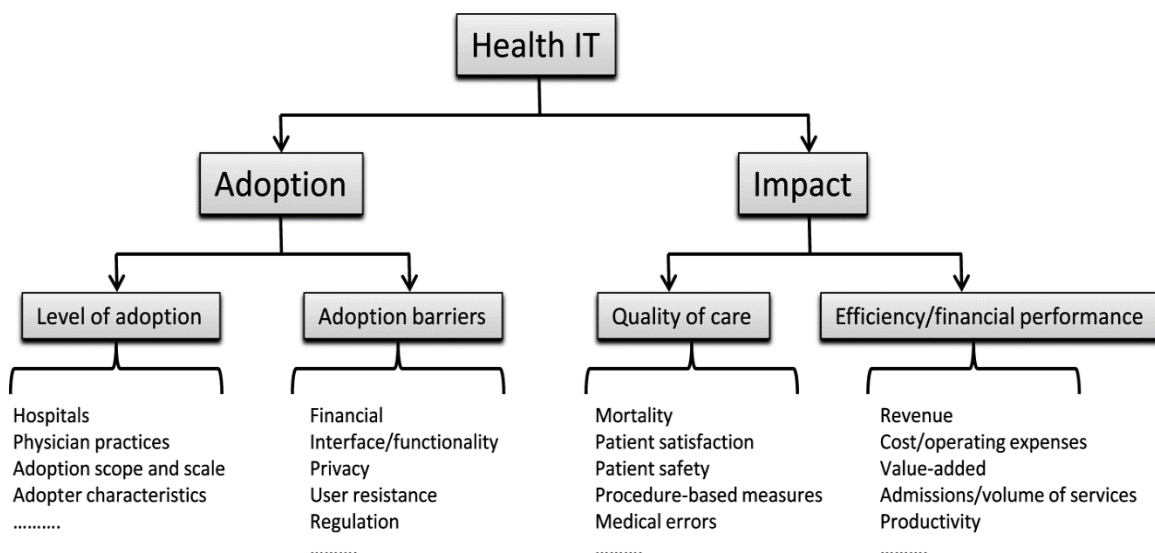 Health IT
Adoption
Impact
Level of adoption
Adoption barriers
Quality of care
Efficiency/financial performance
Hospitals
Physician practices
Adoption scope and scale
Adopter characteristics
……….
Financial
Interface/functionality
Privacy
User resistance
Regulation
……….
Mortality
Patient satisfaction
Patient safety
Procedure-based measures
Medical errors
……….
Revenue
Cost/operating expenses
Value-added
Admissions/volume of services
Productivity
……….